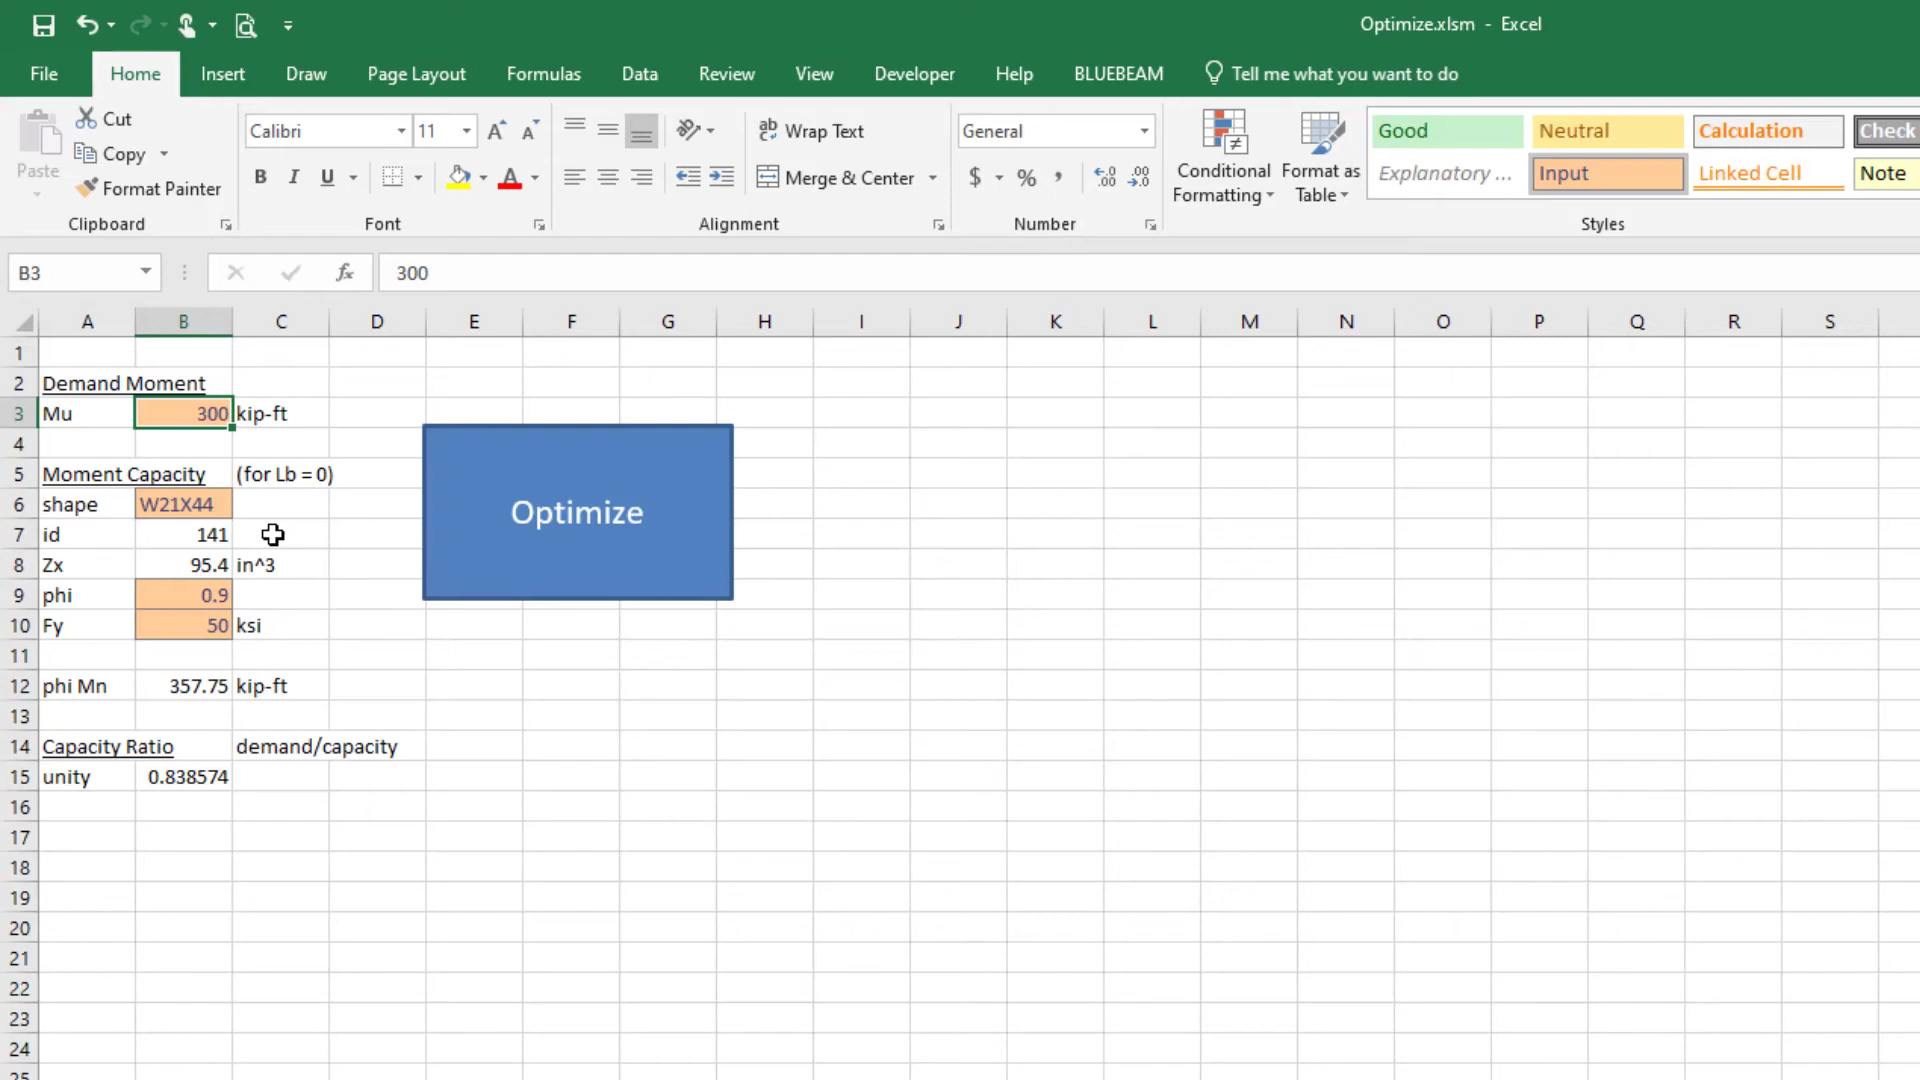 Optimize.xlsm - Excel
File Home Insert Draw Page Layout Formulas Data Review View Developer Help BLUEBEAM Tell me what you want to do
Paste
Cut
Copy
Format Painter
Clipboard
Calibri 11
B I U
Font
Wrap Text
Merge & Center
Alignment
General
$ % ,
Number
Conditional Formatting
Format as Table
Good Neutral Calculation Check
Explanatory ... Input Linked Cell Note
Styles
B3 fx 300
A B C D E F G H I J K L M N O P Q R S
1
2 Demand Moment
3 Mu 300 kip-ft
4
5 Moment Capacity (for Lb = 0)
6 shape W21X44
7 id 141
8 Zx 95.4 in^3
9 phi 0.9
10 Fy 50 ksi
11
12 phi Mn 357.75 kip-ft
13
14 Capacity Ratio demand/capacity
15 unity 0.838574
16
17
18
19
20
21
22
23
24
25
Optimize